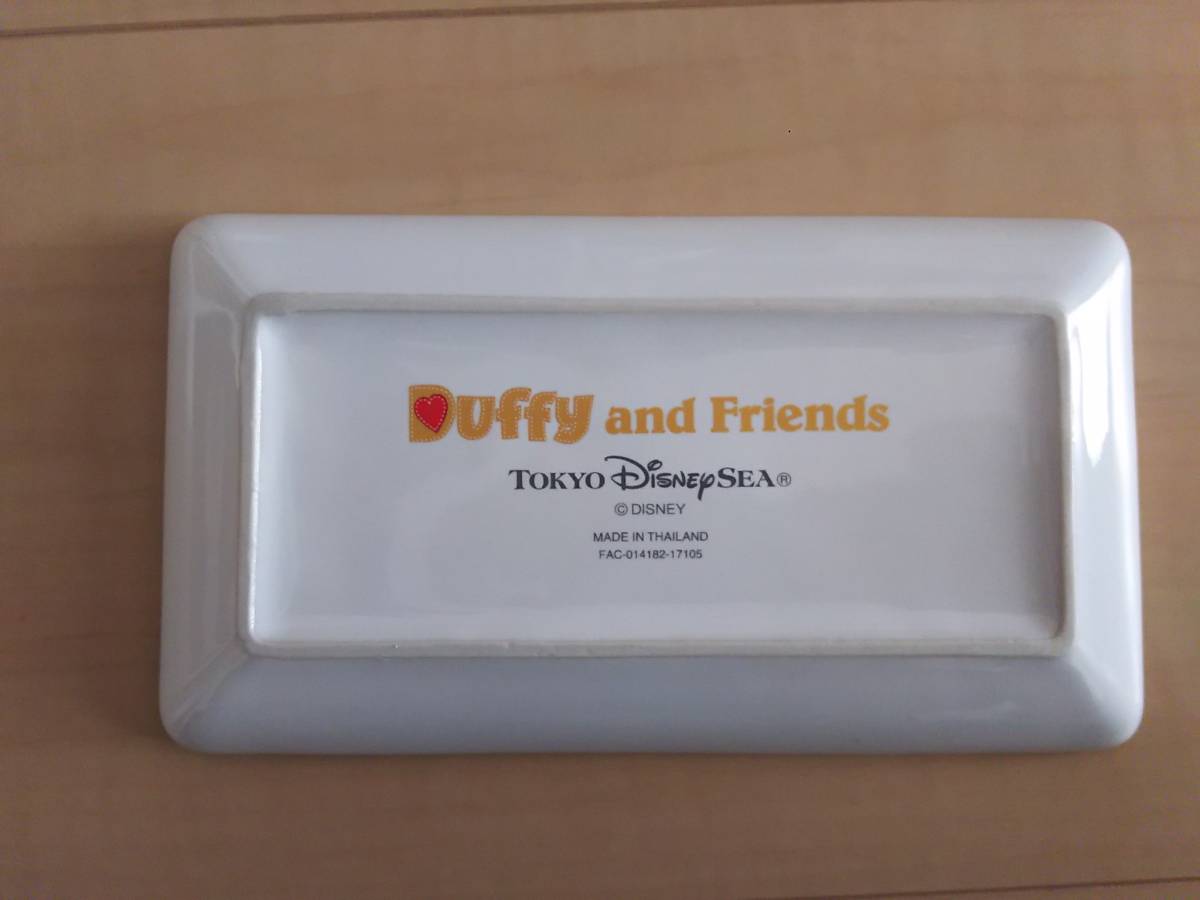 Duffy and Friends
TOKYO DISNEYSEA®
© DISNEY
MADE IN THAILAND
FAC-014182-17105